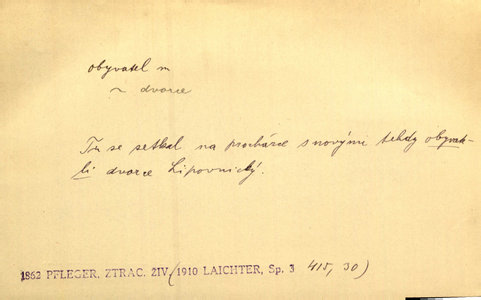 obyvatel m
~ dvorce
Tu se setkal na procházce s novými tehdy obyvate-
li dvorce Lipovnický.
1862 PFLEGER, ZTRAC. ŽIV. (1910 LAICHTER, Sp. 3 415, 30)